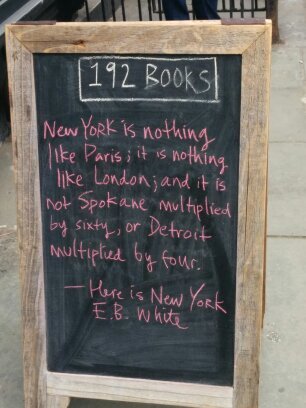 192 BOOKS
New York is nothing
like Paris; it is nothing
like London; and it is
not Spokane multiplied
by sixty, or Detroit
multiplied by four.
— Here is New York
E.B. White